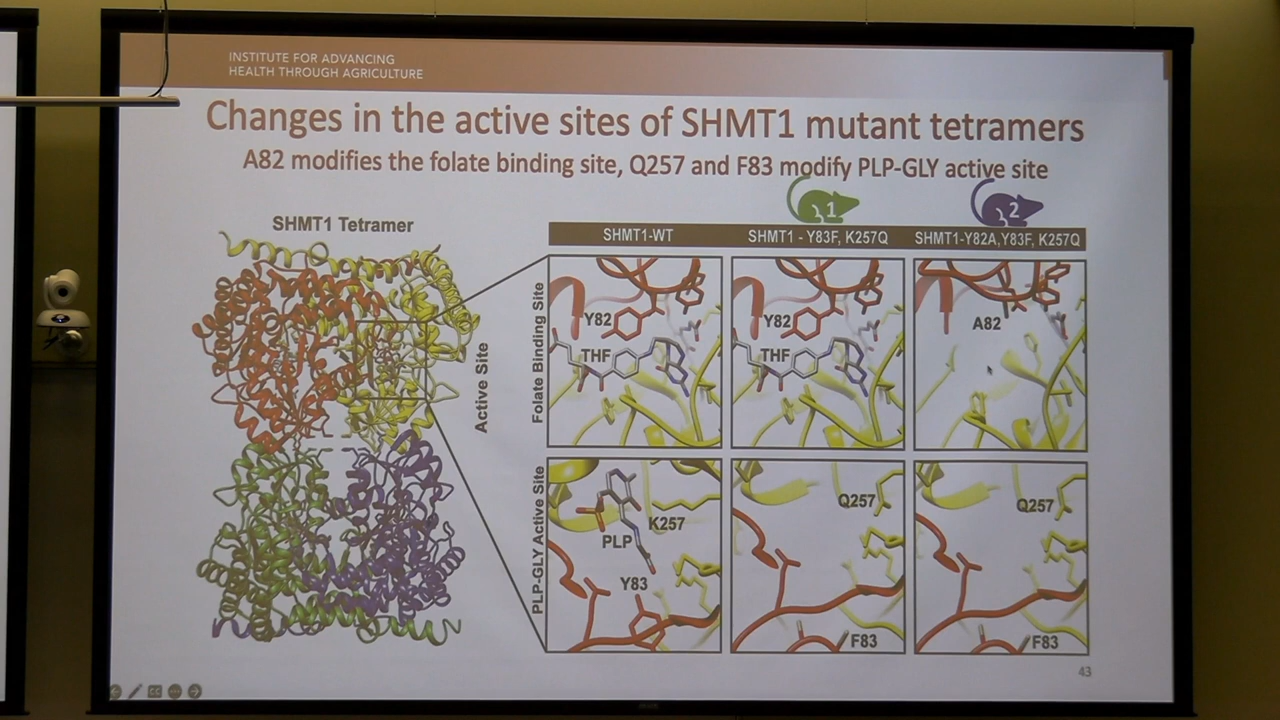 INSTITUTE FOR ADVANCING
HEALTH THROUGH AGRICULTURE
Changes in the active sites of SHMT1 mutant tetramers
A82 modifies the folate binding site, Q257 and F83 modify PLP-GLY active site
1
2
SHMT1 Tetramer
SHMT1-WT
SHMT1 - Y83F, K257Q
SHMT1-Y82A,Y83F, K257Q
Active Site
Folate Binding Site
Y82
THF
Y82
THF
A82
PLP-GLY Active Site
K257
PLP
Y83
Q257
F83
Q257
F83
43